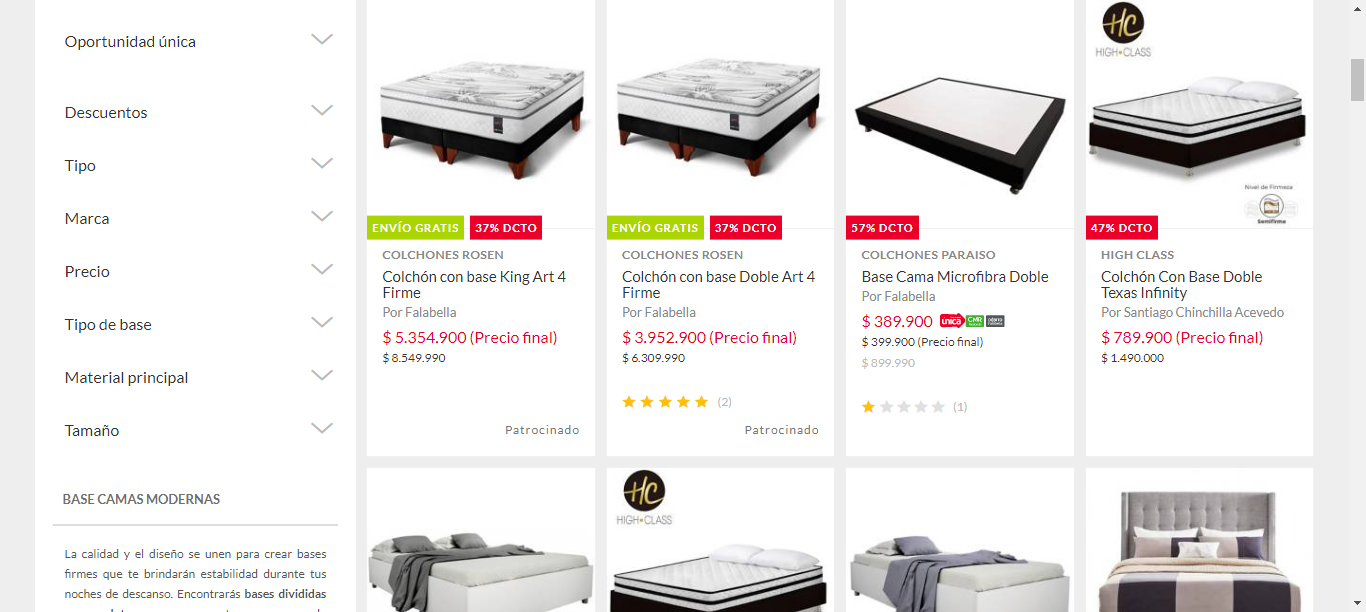 Oportunidad única
Descuentos
Tipo
Marca
Precio
Tipo de base
Material principal
Tamaño
BASE CAMAS MODERNAS
La calidad y el diseño se unen para crear bases
firmes que te brindarán estabilidad durante tus
noches de descanso. Encontrarás bases divididas
ENVÍO GRATIS
37% DCTO
COLCHONES ROSEN
Colchón con base King Art 4
Firme
Por Falabella
$ 5.354.900 (Precio final)
$ 8.549.990
Patrocinado
ENVÍO GRATIS
37% DCTO
COLCHONES ROSEN
Colchón con base Doble Art 4
Firme
Por Falabella
$ 3.952.900 (Precio final)
$ 6.309.990
(2)
Patrocinado
57% DCTO
COLCHONES PARAISO
Base Cama Microfibra Doble
Por Falabella
$ 389.900 única CMR
$ 399.900 (Precio final)
$ 899.990
(1)
HC
HIGH CLASS
Nivel de Firmeza
Semifirme
47% DCTO
HIGH CLASS
Colchón Con Base Doble
Texas Infinity
Por Santiago Chinchilla Acevedo
$ 789.900 (Precio final)
$ 1.490.000
HC
HIGH CLASS